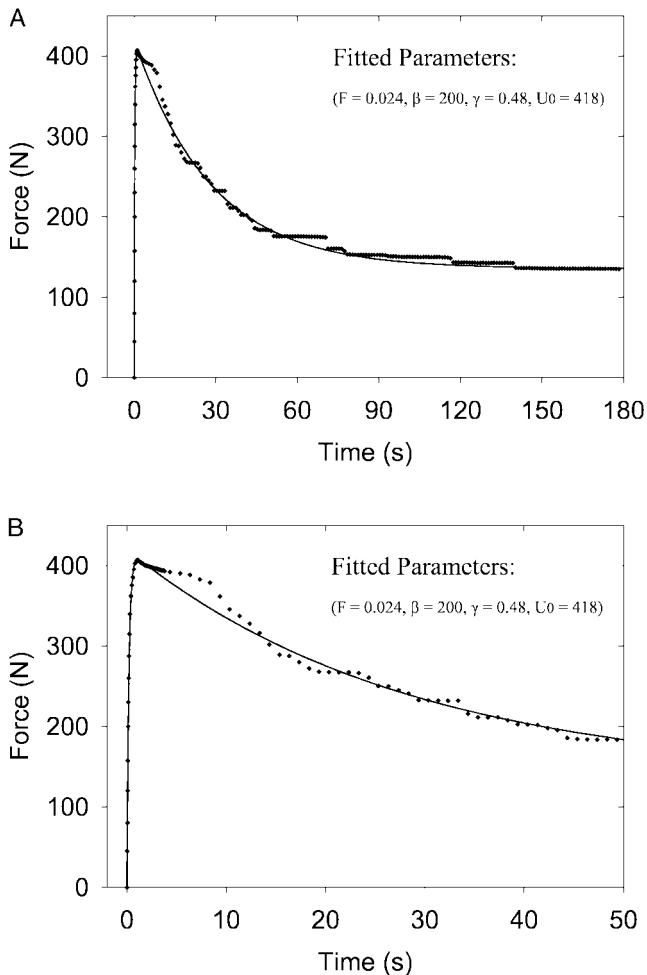 A
Fitted Parameters:
(F = 0.024, β = 200, γ = 0.48, U0 = 418)
Force (N)
400
300
200
100
0
0 30 60 90 120 150 180
Time (s)
B
Fitted Parameters:
(F = 0.024, β = 200, γ = 0.48, U0 = 418)
Force (N)
400
300
200
100
0
0 10 20 30 40 50
Time (s)